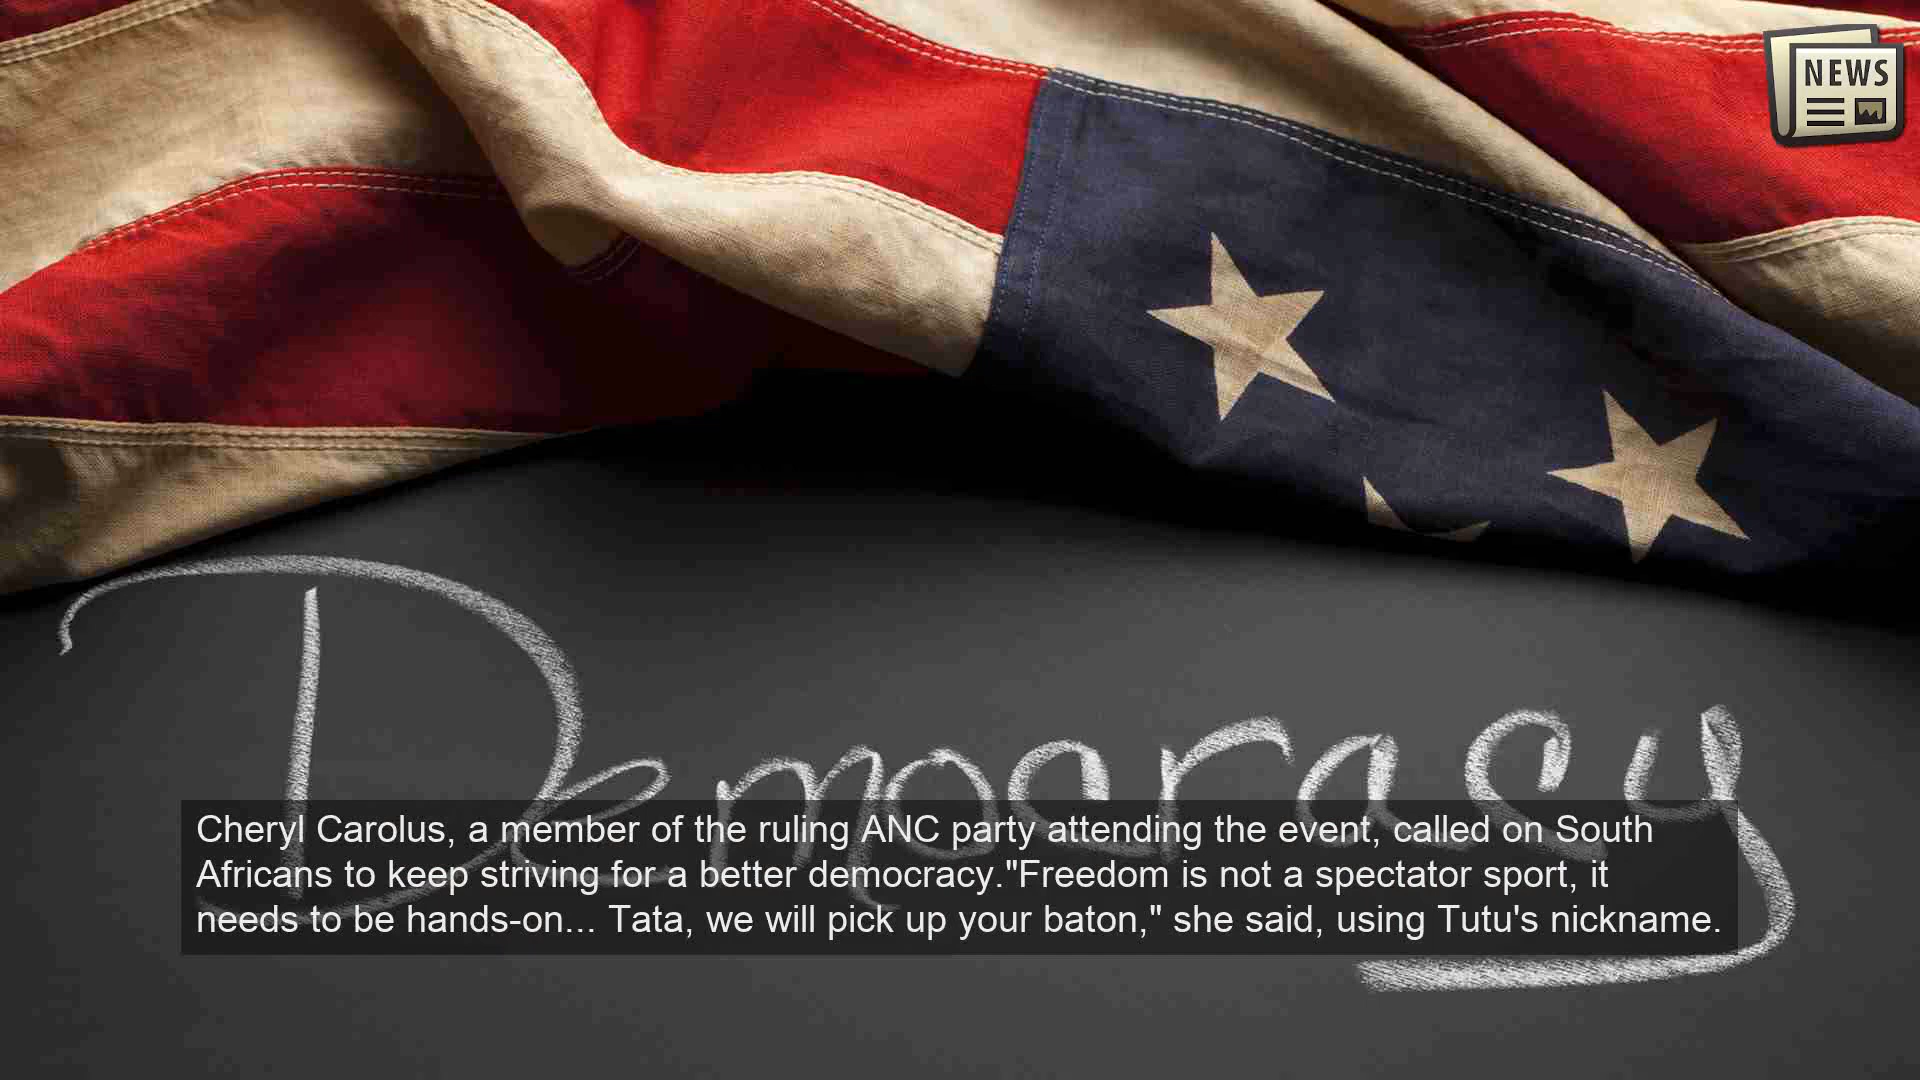 NEWS
Democracy
Cheryl Carolus, a member of the ruling ANC party attending the event, called on South
Africans to keep striving for a better democracy."Freedom is not a spectator sport, it
needs to be hands-on... Tata, we will pick up your baton," she said, using Tutu's nickname.